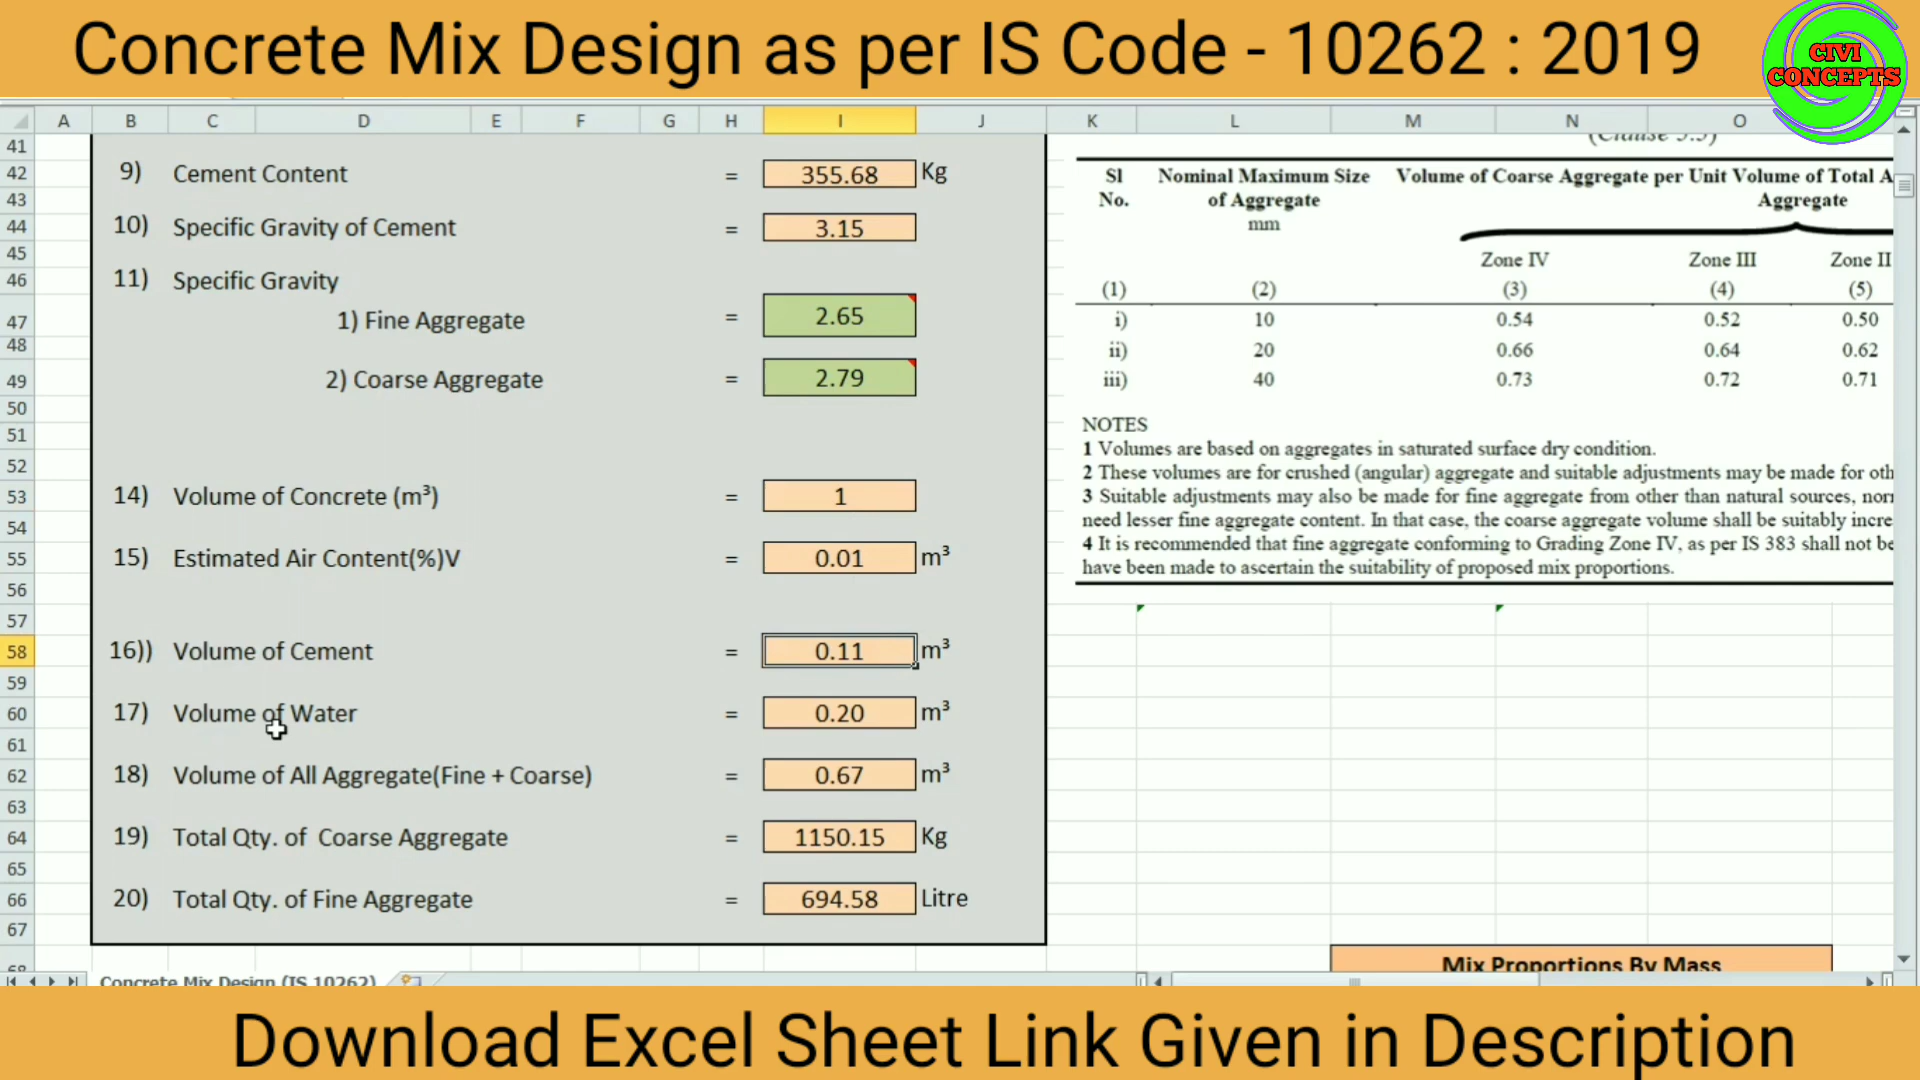 Concrete Mix Design as per IS Code - 10262 : 2019
CIVI
CONCEPTS
A B C D E F G H I J K L M N O
41
42 9) Cement Content = 355.68 Kg
43
44 10) Specific Gravity of Cement = 3.15
45
46 11) Specific Gravity
47 1) Fine Aggregate = 2.65
48
49 2) Coarse Aggregate = 2.79
50
51
52
53 14) Volume of Concrete (m³) = 1
54
55 15) Estimated Air Content(%)V = 0.01 m³
56
57
58 16)) Volume of Cement = 0.11 m³
59
60 17) Volume of Water = 0.20 m³
61
62 18) Volume of All Aggregate(Fine + Coarse) = 0.67 m³
63
64 19) Total Qty. of Coarse Aggregate = 1150.15 Kg
65
66 20) Total Qty. of Fine Aggregate = 694.58 Litre
67
68
(Clause 5.5)
Sl Nominal Maximum Size Volume of Coarse Aggregate per Unit Volume of Total A
No. of Aggregate Aggregate
mm
Zone IV Zone III Zone II
(1) (2) (3) (4) (5)
i) 10 0.54 0.52 0.50
ii) 20 0.66 0.64 0.62
iii) 40 0.73 0.72 0.71
NOTES
1 Volumes are based on aggregates in saturated surface dry condition.
2 These volumes are for crushed (angular) aggregate and suitable adjustments may be made for oth
3 Suitable adjustments may also be made for fine aggregate from other than natural sources, nor
need lesser fine aggregate content. In that case, the coarse aggregate volume shall be suitably incre
4 It is recommended that fine aggregate conforming to Grading Zone IV, as per IS 383 shall not be
have been made to ascertain the suitability of proposed mix proportions.
Mix Proportions By Mass
Concrete Mix Design (IS 10262)
Download Excel Sheet Link Given in Description